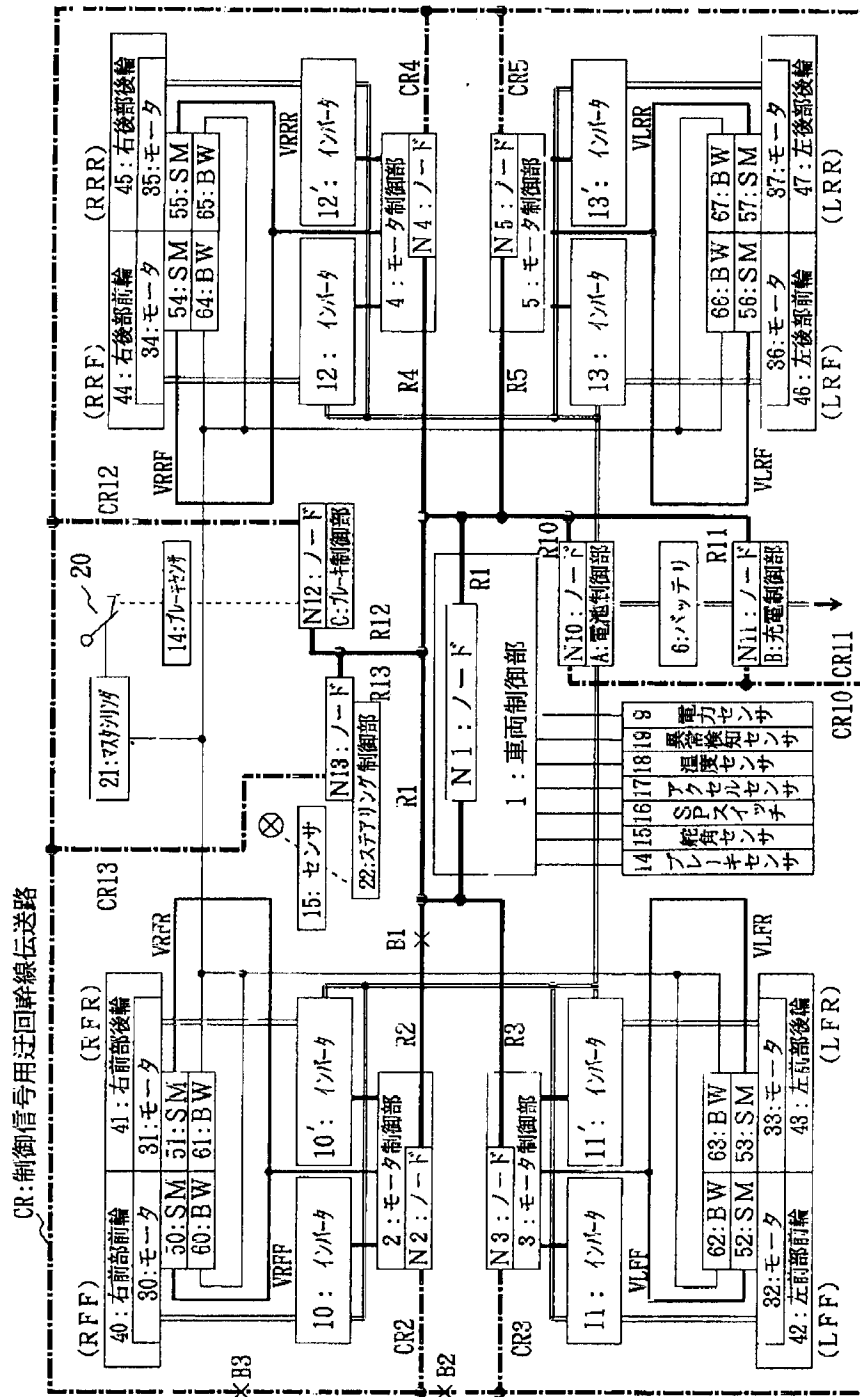 CR:制御信号用迂回幹線伝送路
(RFF)
40:右前部前輪
30:モータ
50:SM
60:BW
(RFR)
41:右前部後輪
31:モータ
51:SM
61:BW
VRFF
VRFR
10: インバータ
10′: インバータ
2:モータ制御部
N2:ノード
CR2
R2
B1
B2
B3
CR3
R3
N3:ノード
3:モータ制御部
11: インバータ
11′: インバータ
VLFF
VLFR
62:BW
52:SM
32:モータ
42:左前部前輪
(LFF)
63:BW
53:SM
33:モータ
43:左前部後輪
(LFR)
CR13
21:マスタシリンダ
20
14:ブレーキセンサ
CR12
15: センサ
N13:ノード
22:ステアリング制御部
R13
N12:ノード
C:ブレーキ制御部
R12
R1
N1:ノード
R1
1:車両制御部
14 ブレーキセンサ
15 舵角センサ
16 SPスイッチ
17 アクセルセンサ
18 温度センサ
19 異常検知センサ
9 電力センサ
R10
N10:ノード
A:電池制御部
6:バッテリ
R11
N11:ノード
B:充電制御部
CR10
CR11
(RRF)
44:右後部前輪
34:モータ
54:SM
64:BW
(RRR)
45:右後部後輪
35:モータ
55:SM
65:BW
VRRF
VRRR
12: インバータ
12′: インバータ
4:モータ制御部
N4:ノード
R4
CR4
R5
CR5
N5:ノード
5:モータ制御部
13: インバータ
13′: インバータ
VLRF
VLRR
66:BW
56:SM
36:モータ
46:左後部前輪
(LRF)
67:BW
57:SM
37:モータ
47:左後部後輪
(LRR)